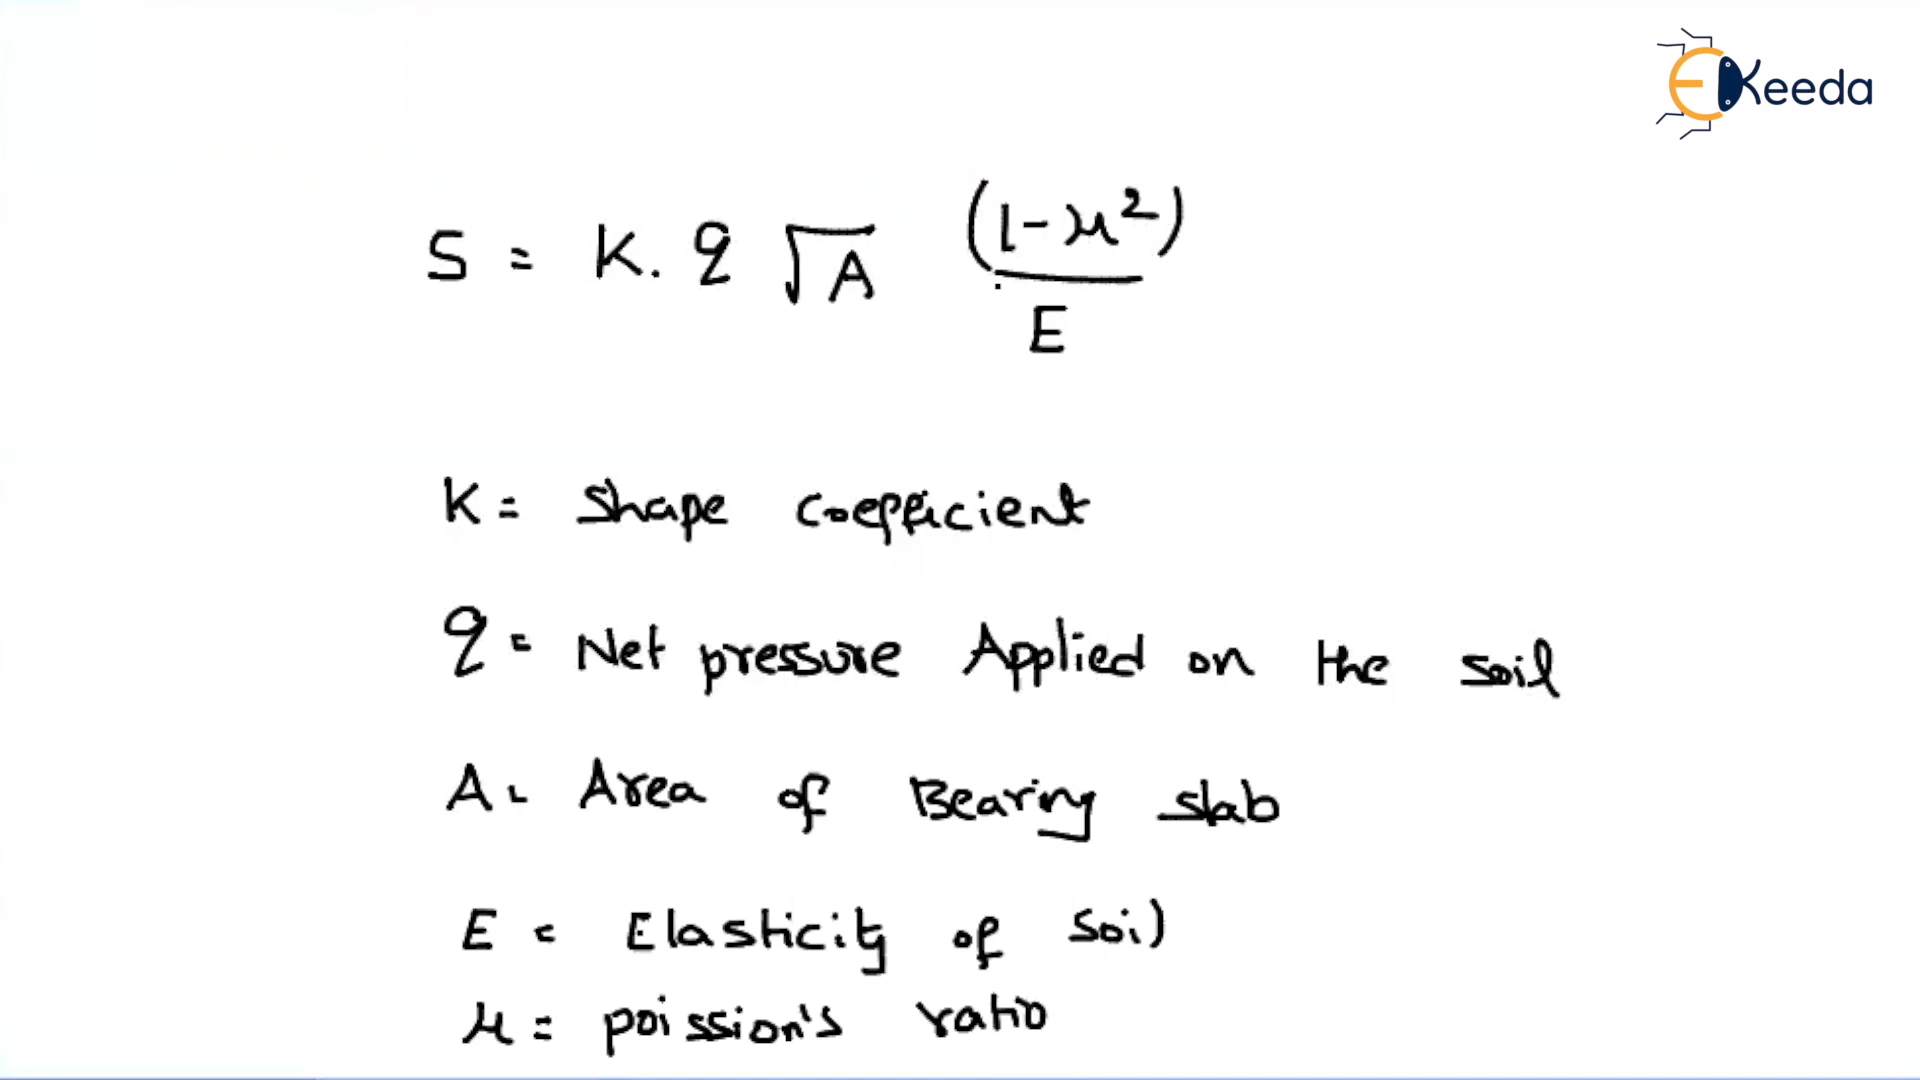 EKeeda
S = K. q √A (1-μ²)/E
K = Shape coefficient
q = Net pressure Applied on the soil
A = Area of Bearing slab
E = Elasticity of soil
μ = poission's ratio